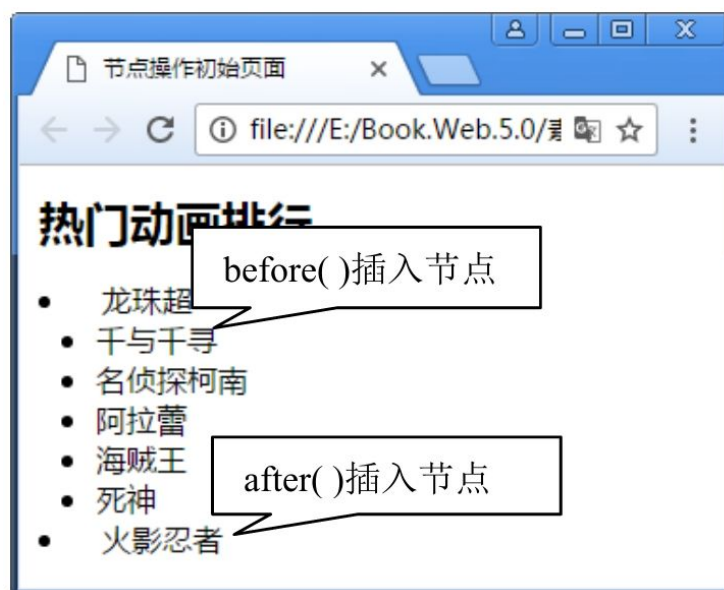 节点操作初始页面
file:///E:/Book.Web.5.0/素
热门动画排行
before( )插入节点
龙珠超
千与千寻
名侦探柯南
阿拉蕾
海贼王
after( )插入节点
死神
火影忍者